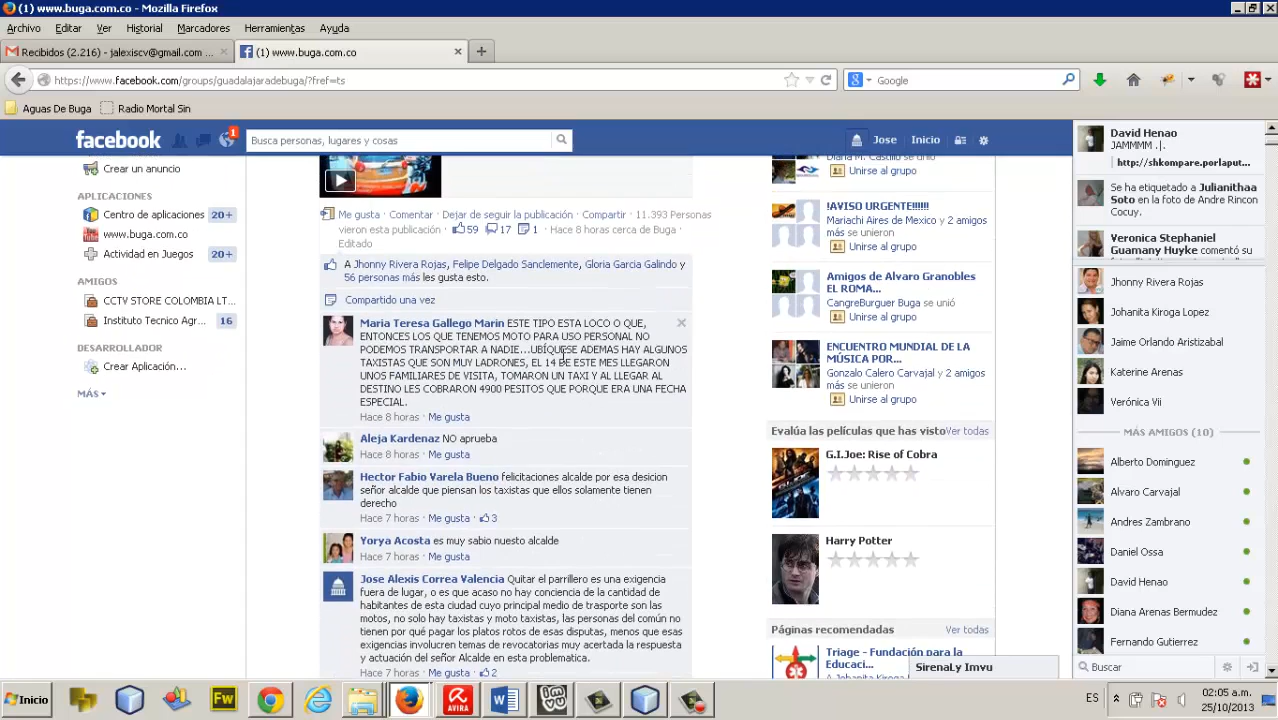 (1) www.buga.com.co - Mozilla Firefox
Archivo Editar Ver Historial Marcadores Herramientas Ayuda
Recibidos (2.216) - jalexiscv@gmail.com ...
(1) www.buga.com.co
https://www.facebook.com/groups/guadalajaradebuga/?fref=ts
Google
Aguas De Buga
Radio Mortal Sin
facebook
1
Busca personas, lugares y cosas
Jose
Inicio
Crear un anuncio
APLICACIONES
Centro de aplicaciones 20+
www.buga.com.co
Actividad en Juegos 20+
AMIGOS
CCTV STORE COLOMBIA LT...
Instituto Tecnico Agr... 16
DESARROLLADOR
Crear Aplicación...
MÁS
Me gusta · Comentar · Dejar de seguir la publicación · Compartir · 11.393 Personas
vieron esta publicación · 59 17 1 · Hace 8 horas cerca de Buga ·
Editado
A Jhonny Rivera Rojas, Felipe Delgado Sanclemente, Gloria Garcia Galindo y
56 personas más les gusta esto.
Compartido una vez
Maria Teresa Gallego Marin ESTE TIPO ESTA LOCO O QUE,
ENTONCES LOS QUE TENEMOS MOTO PARA USO PERSONAL NO
PODEMOS TRANSPORTAR A NADIE...UBÍQUESE ADEMAS HAY ALGUNOS
TAXISTAS QUE SON MUY LADRONES, EL 14 DE ESTE MES LLEGARON
UNOS FAMILIARES DE VISITA, TOMARON UN TAXI Y AL LLEGAR AL
DESTINO LES COBRARON 4900 PESITOS QUE PORQUE ERA UNA FECHA
ESPECIAL.
Hace 8 horas · Me gusta
Aleja Kardenaz NO aprueba
Hace 8 horas · Me gusta
Hector Fabio Varela Bueno felicitaciones alcalde por esa desicion
señor alcalde que piensan los taxistas que ellos solamente tienen
derecho
Hace 7 horas · Me gusta · 3
Yorya Acosta es muy sabio nuesto alcalde
Hace 7 horas · Me gusta
Jose Alexis Correa Valencia Quitar el parrillero es una exigencia
fuera de lugar, o es que acaso no hay conciencia de la cantidad de
habitantes de esta ciudad cuyo principal medio de trasporte son las
motos, no solo hay taxistas y moto taxistas, las personas del común no
tienen por qué pagar los platos rotos de esas disputas, menos que esas
exigencias involucren temas de revocatorias muy acertada la respuesta
y actuación del señor Alcalde en esta problematica.
Hace 7 horas · Me gusta · 2
Diana M. Castillo se unió
Unirse al grupo
!AVISO URGENTE!!!!!!
Mariachi Aires de Mexico y 2 amigos
más se unieron
Unirse al grupo
Amigos de Alvaro Granobles
EL ROMA...
CangreBurguer Buga se unió
Unirse al grupo
ENCUENTRO MUNDIAL DE LA
MÚSICA POR...
Gonzalo Calero Carvajal y 2 amigos
más se unieron
Unirse al grupo
Evalúa las películas que has visto Ver todas
G.I.Joe: Rise of Cobra
Harry Potter
Páginas recomendadas Ver todas
Triage - Fundación para la
Educaci...
A Johanita Kiroga Lopez
SirenaLy Imvu
David Henao
JAMMMM .|.
http://shkompare.porlaput...
Se ha etiquetado a Julianithaa
Soto en la foto de Andre Rincon
Cocuy.
Veronica Stephaniel
Guamany Huyke comentó su
Jhonny Rivera Rojas
Johanita Kiroga Lopez
Jaime Orlando Aristizabal
Katerine Arenas
Verónica Vii
MÁS AMIGOS (10)
Alberto Dominguez
Alvaro Carvajal
Andres Zambrano
Daniel Ossa
David Henao
Diana Arenas Bermudez
Fernando Gutierrez
Buscar
Inicio
Fw
AVIRA
W
IMVU
ES
02:05 a.m.
25/10/2013